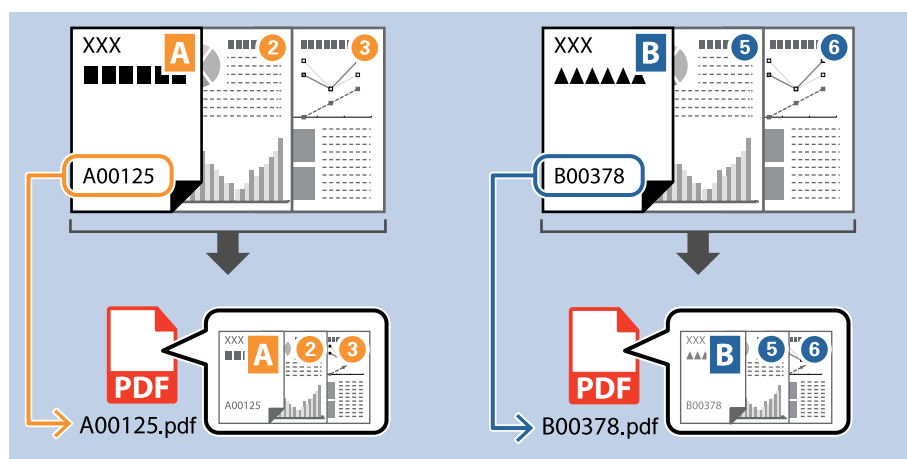 XXX A 2 3
A00125
XXX B 5 6
B00378
PDF
XXX A 2 3
A00125
A00125.pdf
PDF
XXX B 5 6
B00378
B00378.pdf